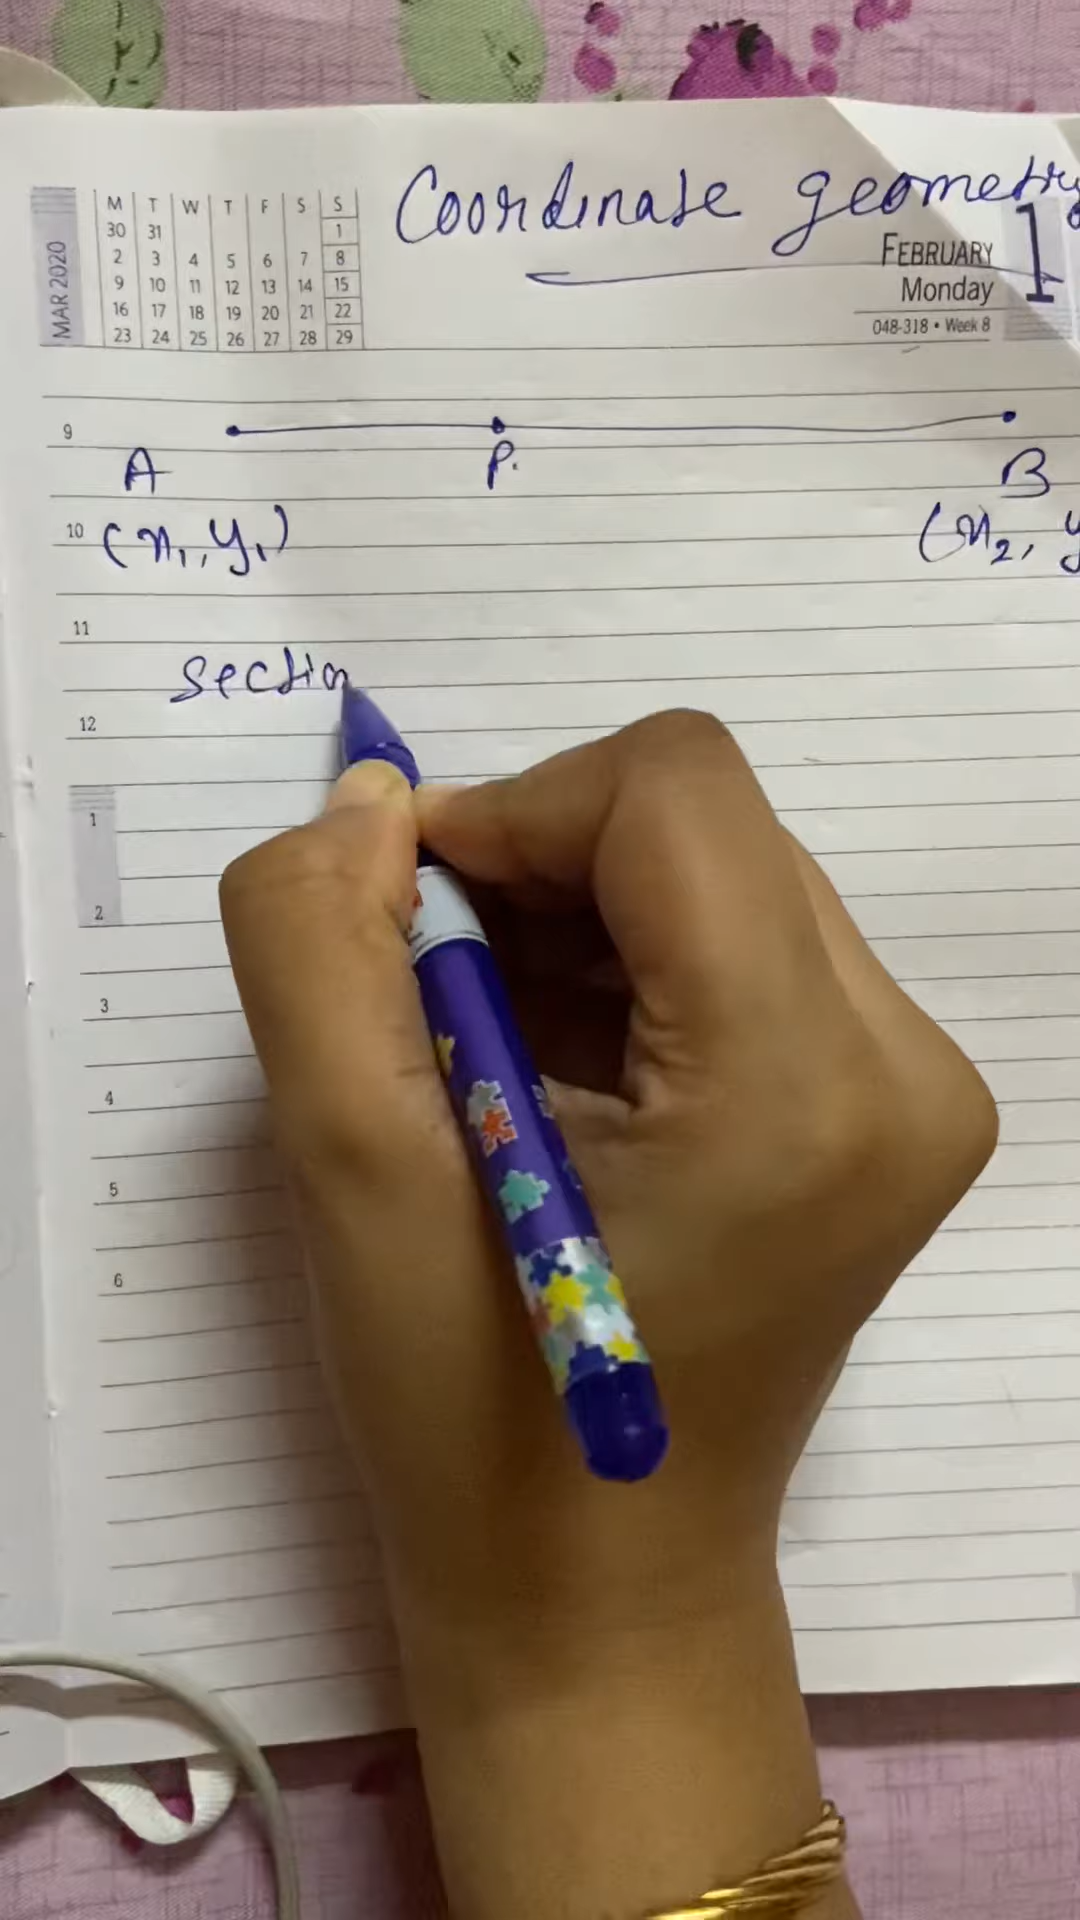 Coordinate geometry
MAR 2020
M T W T F S S
30 31 1
2 3 4 5 6 7 8
9 10 11 12 13 14 15
16 17 18 19 20 21 22
23 24 25 26 27 28 29
FEBRUARY
Monday
048-318 • Week 8
9
A P. B
10 (x₁, y₁) (x₂, y
11
section
12
1
2
3
4
5
6